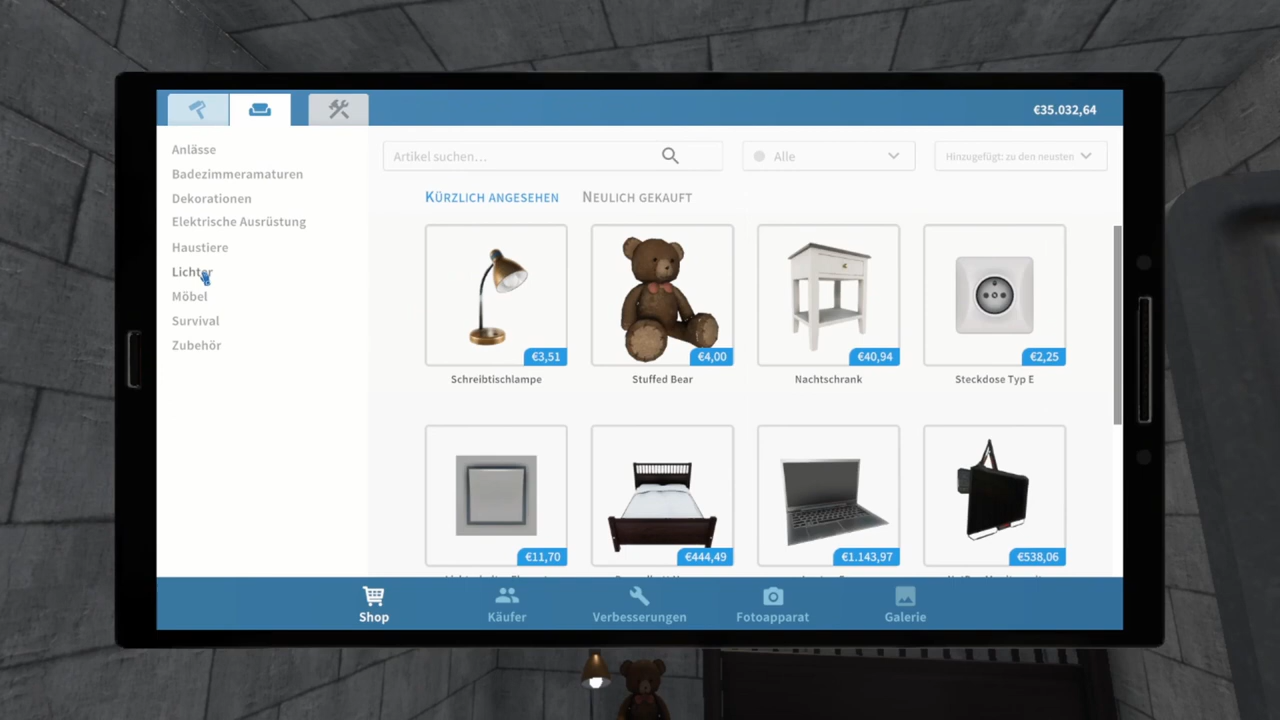 €35.032,64
Anlässe
Badezimmeramaturen
Dekorationen
Elektrische Ausrüstung
Haustiere
Lichter
Möbel
Survival
Zubehör
Artikel suchen...
Alle
Hinzugefügt: zu den neusten
KÜRZLICH ANGESEHEN
NEULICH GEKAUFT
€3,51
€4,00
€40,94
€2,25
Schreibtischlampe
Stuffed Bear
Nachtschrank
Steckdose Typ E
€11,70
€444,49
€1.143,97
€538,06
Shop
Käufer
Verbesserungen
Fotoapparat
Galerie